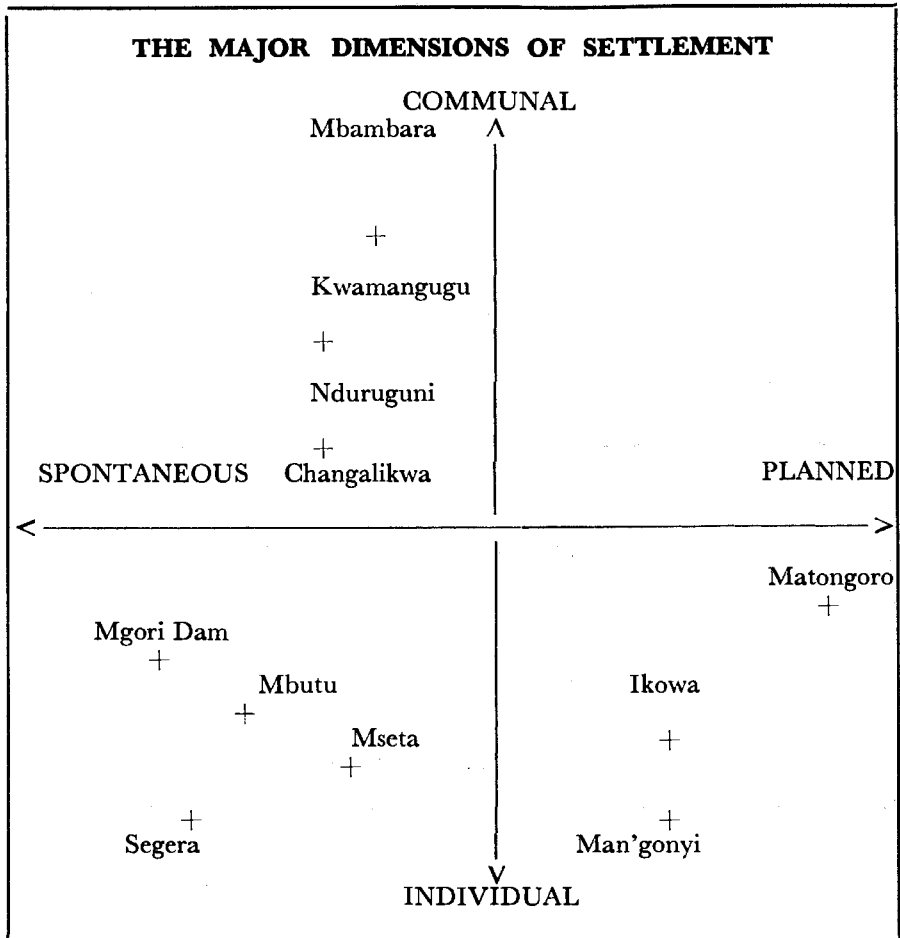 THE MAJOR DIMENSIONS OF SETTLEMENT
COMMUNAL
Mbambara
Kwamangugu
Nduruguni
SPONTANEOUS Changalikwa PLANNED
Matongoro
Mgori Dam
Mbutu Ikowa
Mseta
Segera Man'gonyi
INDIVIDUAL